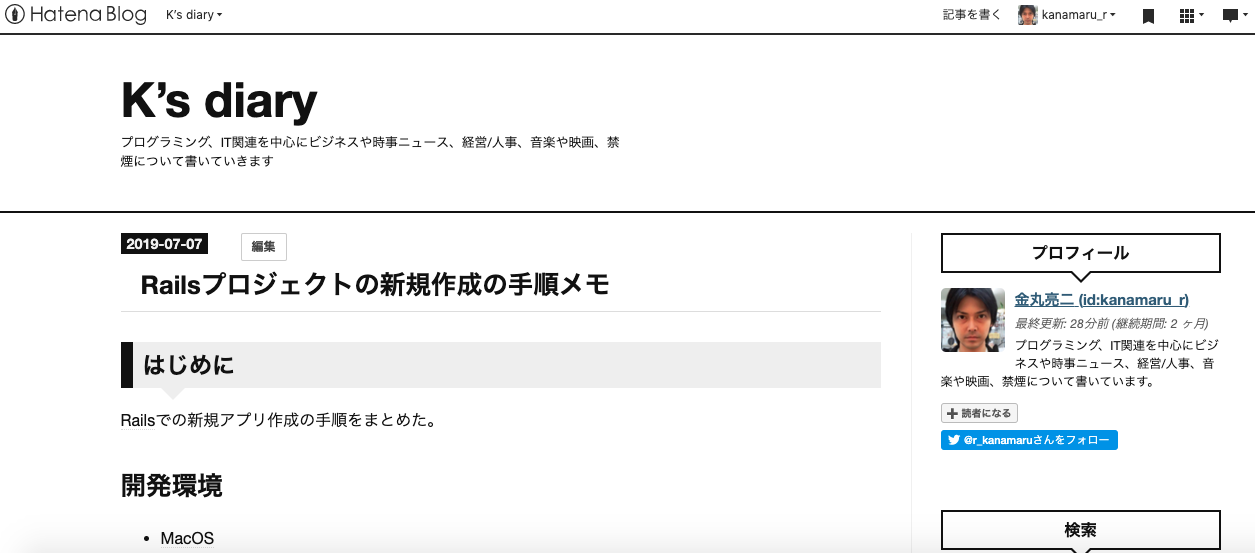 Hatena Blog K's diary 記事を書く kanamaru_r
K’s diary
プログラミング、IT関連を中心にビジネスや時事ニュース、経営/人事、音楽や映画、禁
煙について書いていきます
2019-07-07 編集
Railsプロジェクトの新規作成の手順メモ
はじめに
Railsでの新規アプリ作成の手順をまとめた。
開発環境
• MacOS
プロフィール
金丸亮二 (id:kanamaru_r)
最終更新: 28分前 (継続期間: 2 ヶ月)
プログラミング、IT関連を中心にビジ
ネスや時事ニュース、経営/人事、音
楽や映画、禁煙について書いています。
読者になる
@r_kanamaruさんをフォロー
検索